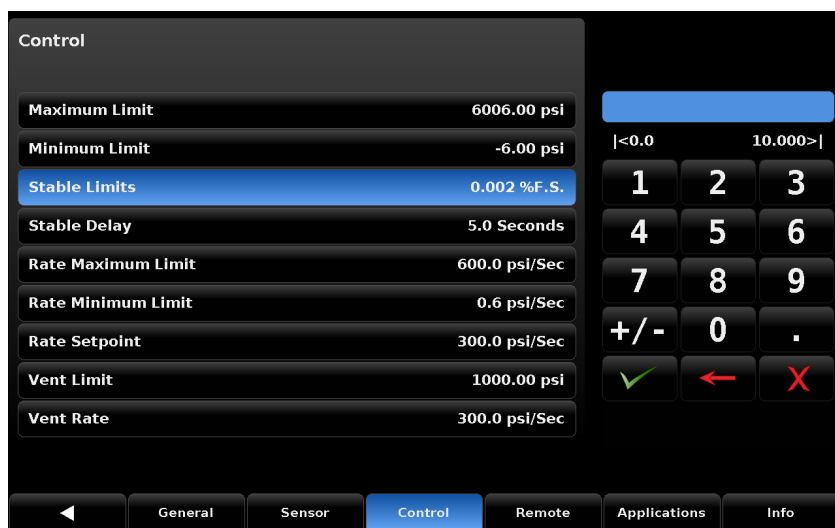 Control
Maximum Limit 6006.00 psi
Minimum Limit -6.00 psi
Stable Limits 0.002 %F.S.
Stable Delay 5.0 Seconds
Rate Maximum Limit 600.0 psi/Sec
Rate Minimum Limit 0.6 psi/Sec
Rate Setpoint 300.0 psi/Sec
Vent Limit 1000.00 psi
Vent Rate 300.0 psi/Sec
|<0.0 10.000>|
1 2 3
4 5 6
7 8 9
+/- 0 .
X
General Sensor Control Remote Applications Info